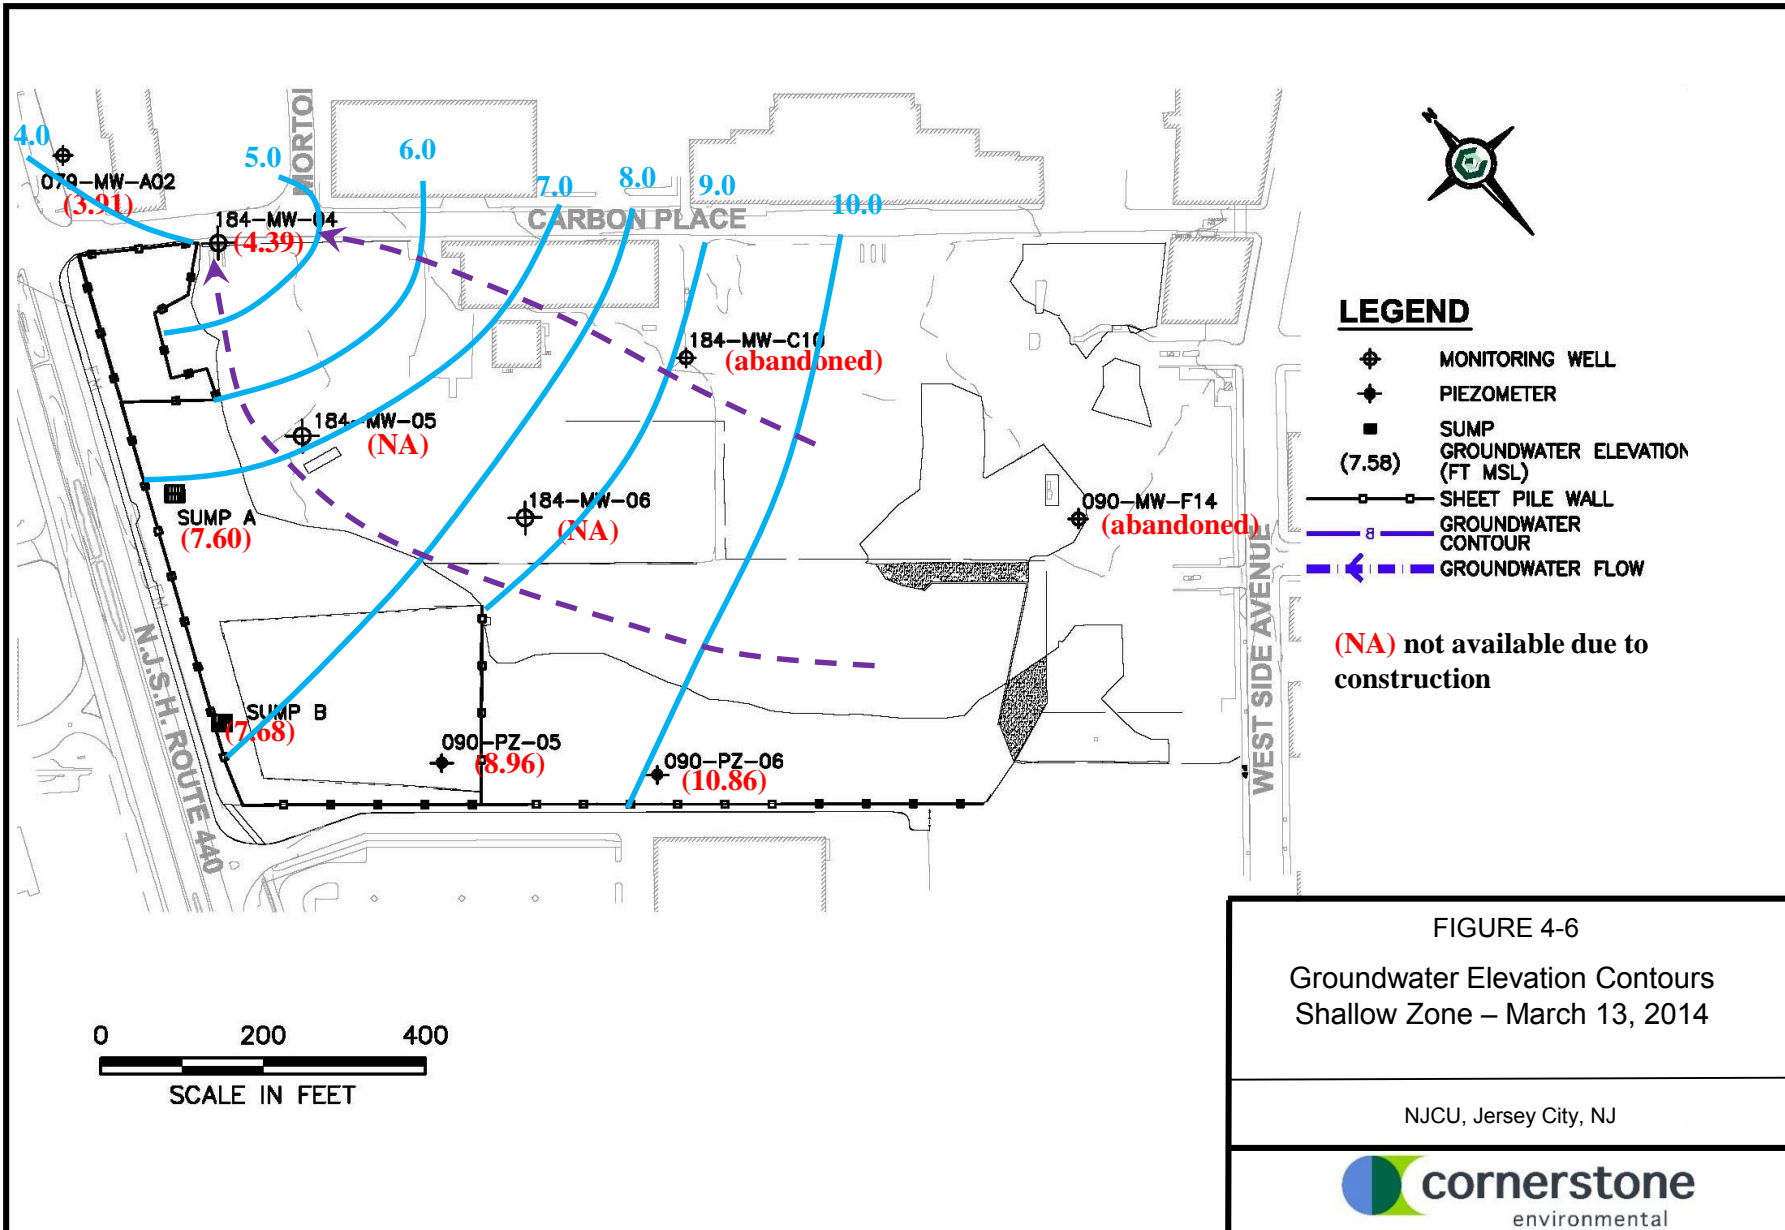 4.0
079-MW-A02
(3.91)
5.0
MORTO
6.0
184-MW-04
(4.39)
7.0
8.0
9.0
10.0
CARBON PLACE
184-MW-C10
(abandoned)
184-MW-05
(NA)
184-MW-06
(NA)
090-MW-F14
(abandoned)
SUMP A
(7.60)
SUMP B
(7.68)
090-PZ-05
(8.96)
090-PZ-06
(10.86)
N.J.S.H. ROUTE 440
WEST SIDE AVENUE
N
LEGEND
MONITORING WELL
PIEZOMETER
SUMP
(7.58) GROUNDWATER ELEVATION
(FT MSL)
SHEET PILE WALL
8 GROUNDWATER
CONTOUR
GROUNDWATER FLOW
(NA) not available due to
construction
0 200 400
SCALE IN FEET
FIGURE 4-6
Groundwater Elevation Contours
Shallow Zone – March 13, 2014
NJCU, Jersey City, NJ
cornerstone
environmental